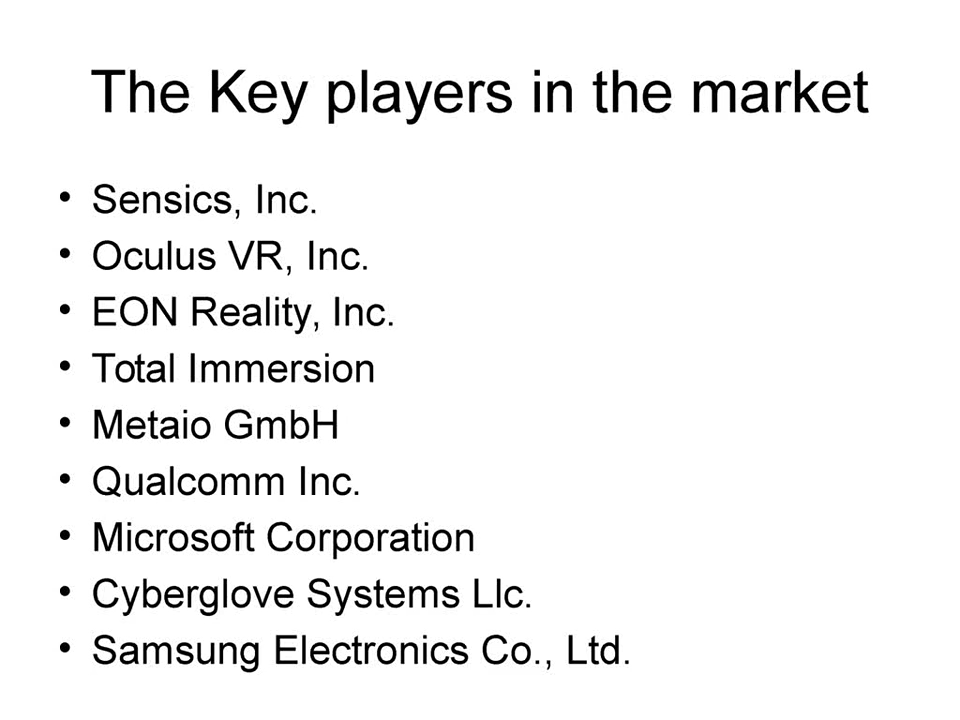 The Key players in the market
• Sensics, Inc.
• Oculus VR, Inc.
• EON Reality, Inc.
• Total Immersion
• Metaio GmbH
• Qualcomm Inc.
• Microsoft Corporation
• Cyberglove Systems Llc.
• Samsung Electronics Co., Ltd.